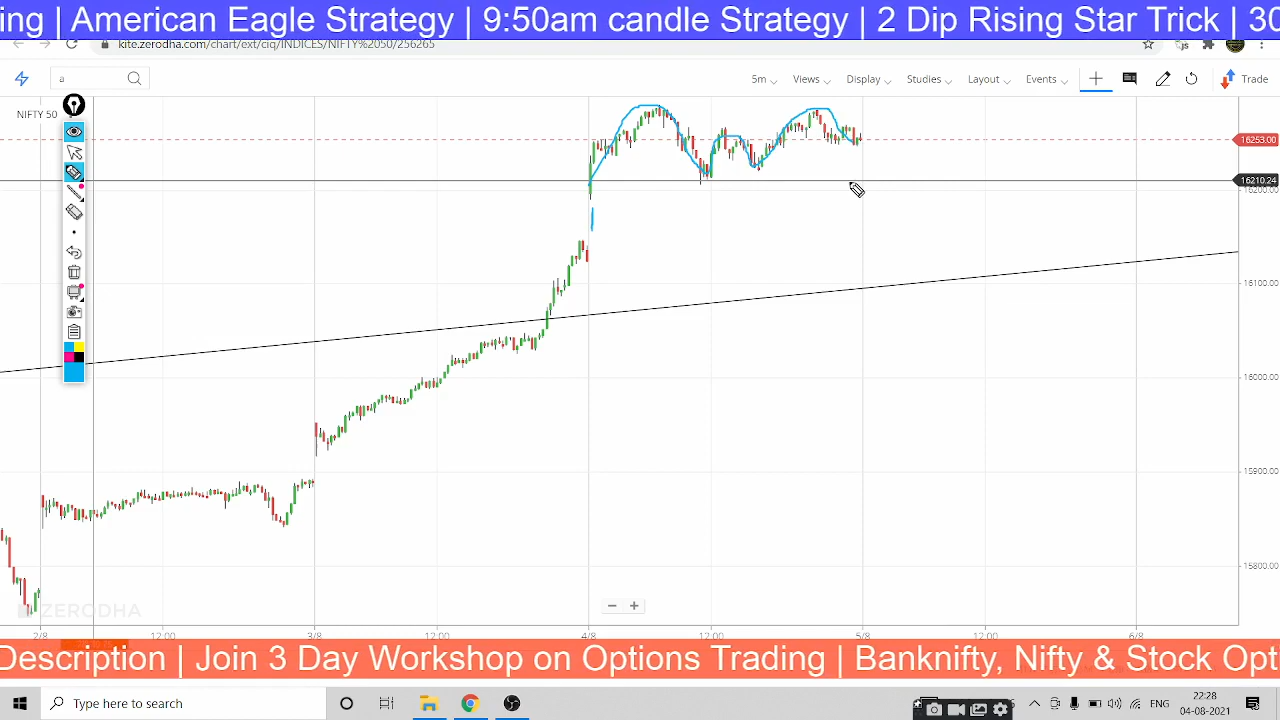 ing | American Eagle Strategy | 9:50am candle Strategy | 2 Dip Rising Star Trick | 30
kite.zerodha.com/chart/ext/ciq/INDICES/NIFTY%2050/256265
a
5m Views Display Studies Layout Events Trade
NIFTY 50
16253.00
16210.24
16200.00
16100.00
16000.00
15900.00
15800.00
ZERODHA
2/8 12:00 3/8 12:00 4/8 12:00 5/8 12:00 6/8
Description | Join 3 Day Workshop on Options Trading | Banknifty, Nifty & Stock Opt
Type here to search
ENG
22:28
04-08-2021